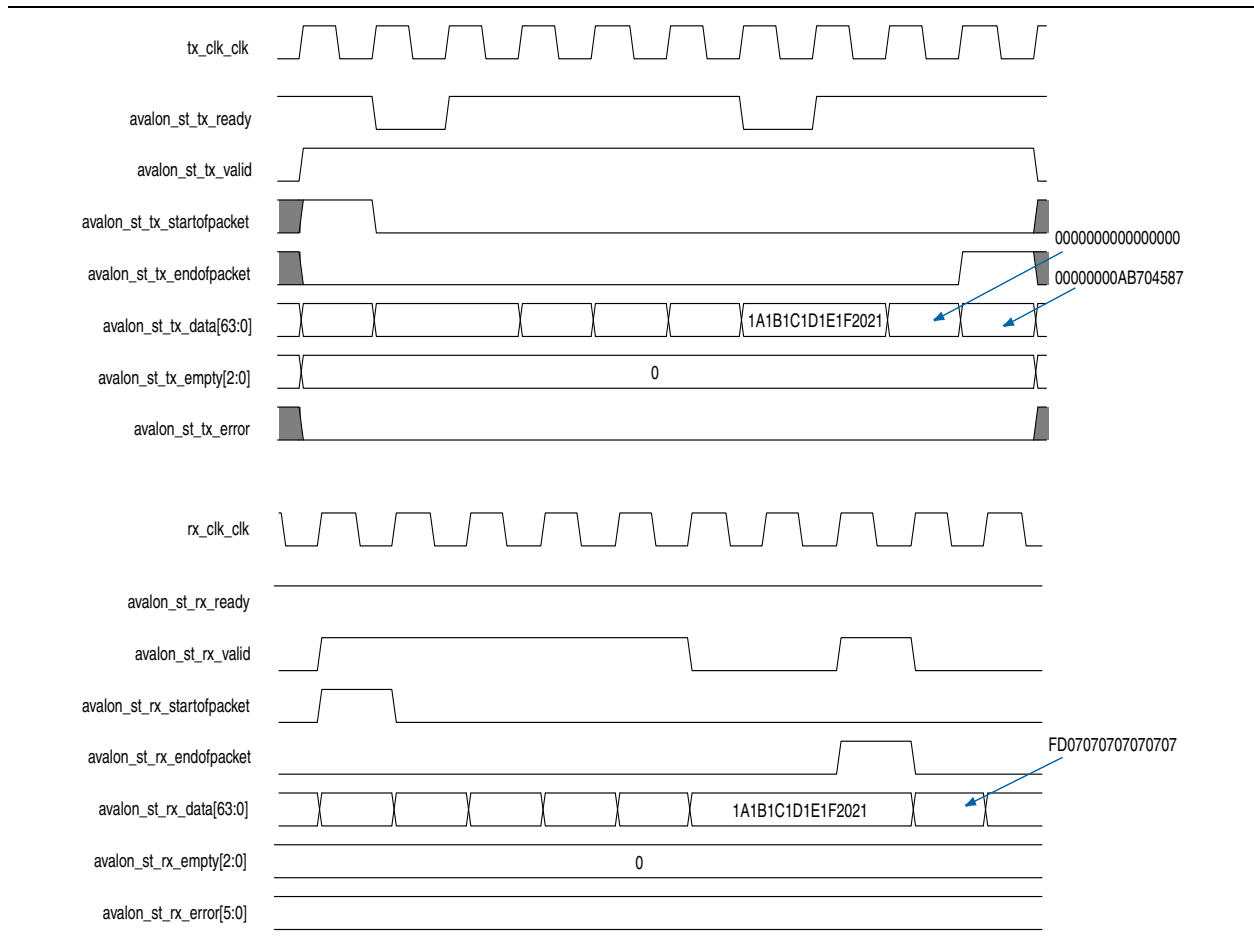 tx_clk_clk
avalon_st_tx_ready
avalon_st_tx_valid
avalon_st_tx_startofpacket
0000000000000000
avalon_st_tx_endofpacket
00000000AB704587
avalon_st_tx_data[63:0]
1A1B1C1D1E1F2021
avalon_st_tx_empty[2:0]
0
avalon_st_tx_error
rx_clk_clk
avalon_st_rx_ready
avalon_st_rx_valid
avalon_st_rx_startofpacket
avalon_st_rx_endofpacket
FD07070707070707
avalon_st_rx_data[63:0]
1A1B1C1D1E1F2021
avalon_st_rx_empty[2:0]
0
avalon_st_rx_error[5:0]